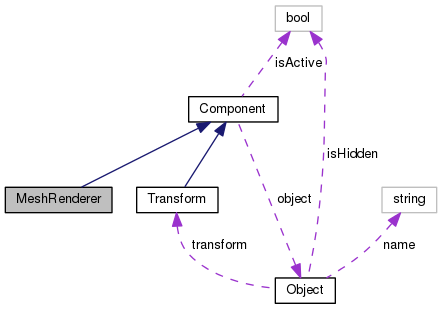 bool
isActive
Component
isHidden
MeshRenderer
Transform
object
string
transform
name
Object